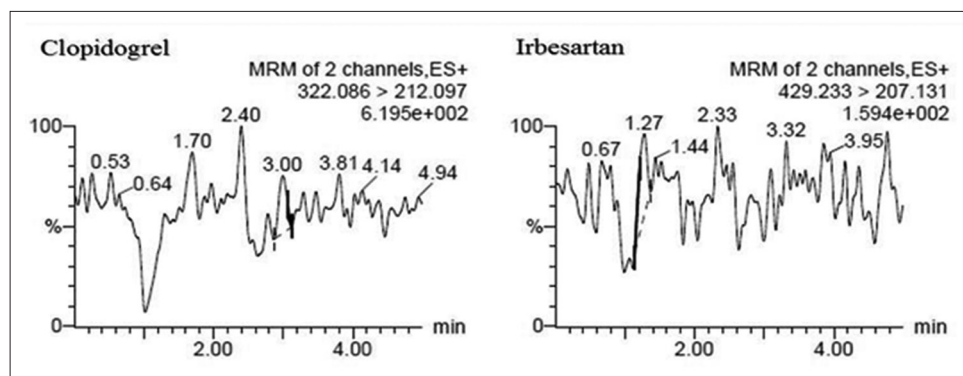 Clopidogrel
MRM of 2 channels,ES+
322.086 > 212.097
6.195e+002
100
%
0
0.53
0.64
1.70
2.40
3.00
3.81
4.14
4.94
2.00
4.00
min
Irbesartan
MRM of 2 channels,ES+
429.233 > 207.131
1.594e+002
100
%
0
0.67
1.27
1.44
2.33
3.32
3.95
2.00
4.00
min